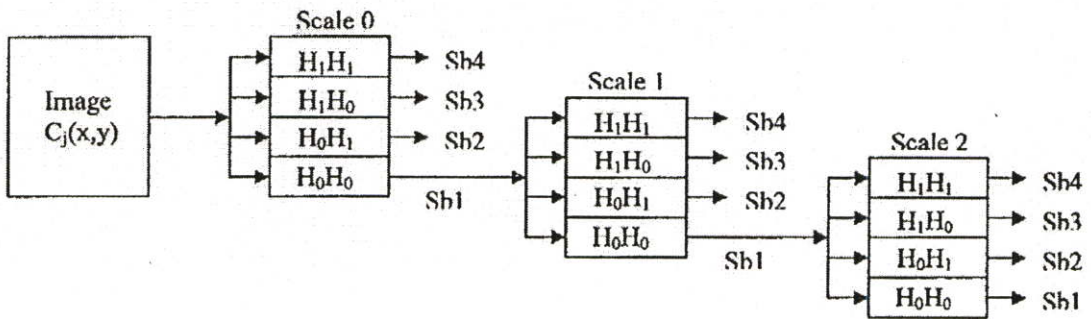 Scale 0
Image
C_j(x,y)
H₁H₁
H₁H₀
H₀H₁
H₀H₀
Sb4
Sb3
Sb2
Sb1
Scale 1
H₁H₁
H₁H₀
H₀H₁
H₀H₀
Sb4
Sb3
Sb2
Sb1
Scale 2
H₁H₁
H₁H₀
H₀H₁
H₀H₀
Sb4
Sb3
Sb2
Sb1